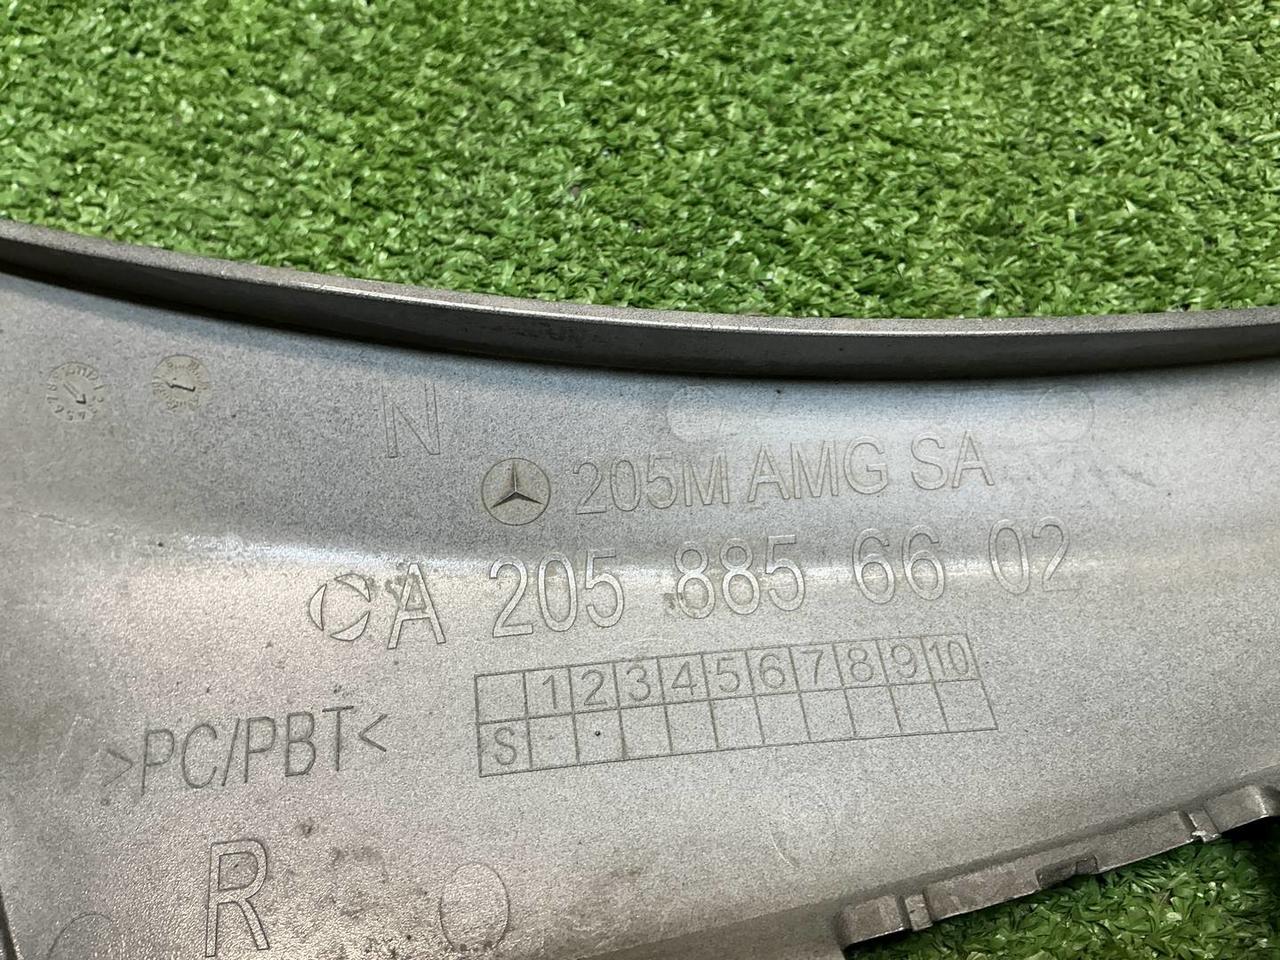 N
205M AMG SA
A 205 885 66 02
1 2 3 4 5 6 7 8 9 10
S
>PC/PBT<
R